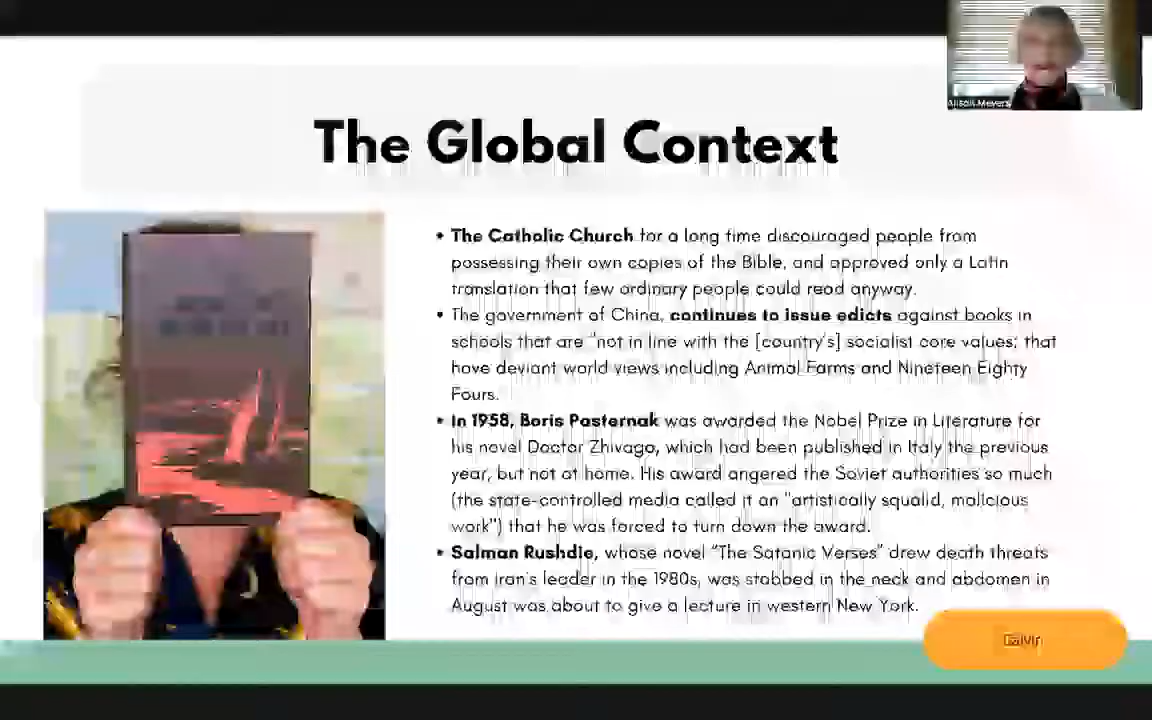 Alison Meyers
The Global Context
• The Catholic Church for a long time discouraged people from
possessing their own copies of the Bible, and approved only a Latin
translation that few ordinary people could read anyway.
• The government of China, continues to issue edicts against books in
schools that are "not in line with the [country's] socialist core values; that
have deviant world views including Animal Farms and Nineteen Eighty
Fours.
• In 1958, Boris Pasternak was awarded the Nobel Prize in Literature for
his novel Doctor Zhivago, which had been published in Italy the previous
year, but not at home. His award angered the Soviet authorities so much
(the state-controlled media called it an "artistically squalid, malicious
work") that he was forced to turn down the award.
• Salman Rushdie, whose novel "The Satanic Verses" drew death threats
from Iran's leader in the 1980s, was stabbed in the neck and abdomen in
August was about to give a lecture in western New York.